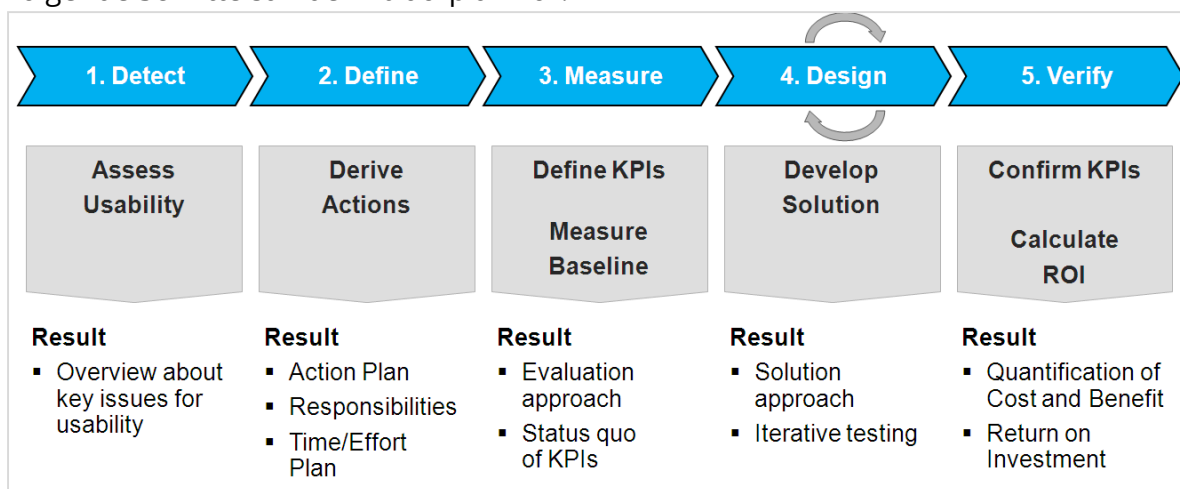 1. Detect
2. Define
3. Measure
4. Design
5. Verify
Assess
Usability
Derive
Actions
Define KPIs
Measure
Baseline
Develop
Solution
Confirm KPIs
Calculate
ROI
Result
▪ Overview about
key issues for
usability
Result
▪ Action Plan
▪ Responsibilities
▪ Time/Effort
Plan
Result
▪ Evaluation
approach
▪ Status quo
of KPIs
Result
▪ Solution
approach
▪ Iterative testing
▪ Quantification of
Cost and Benefit
▪ Return on
Investment